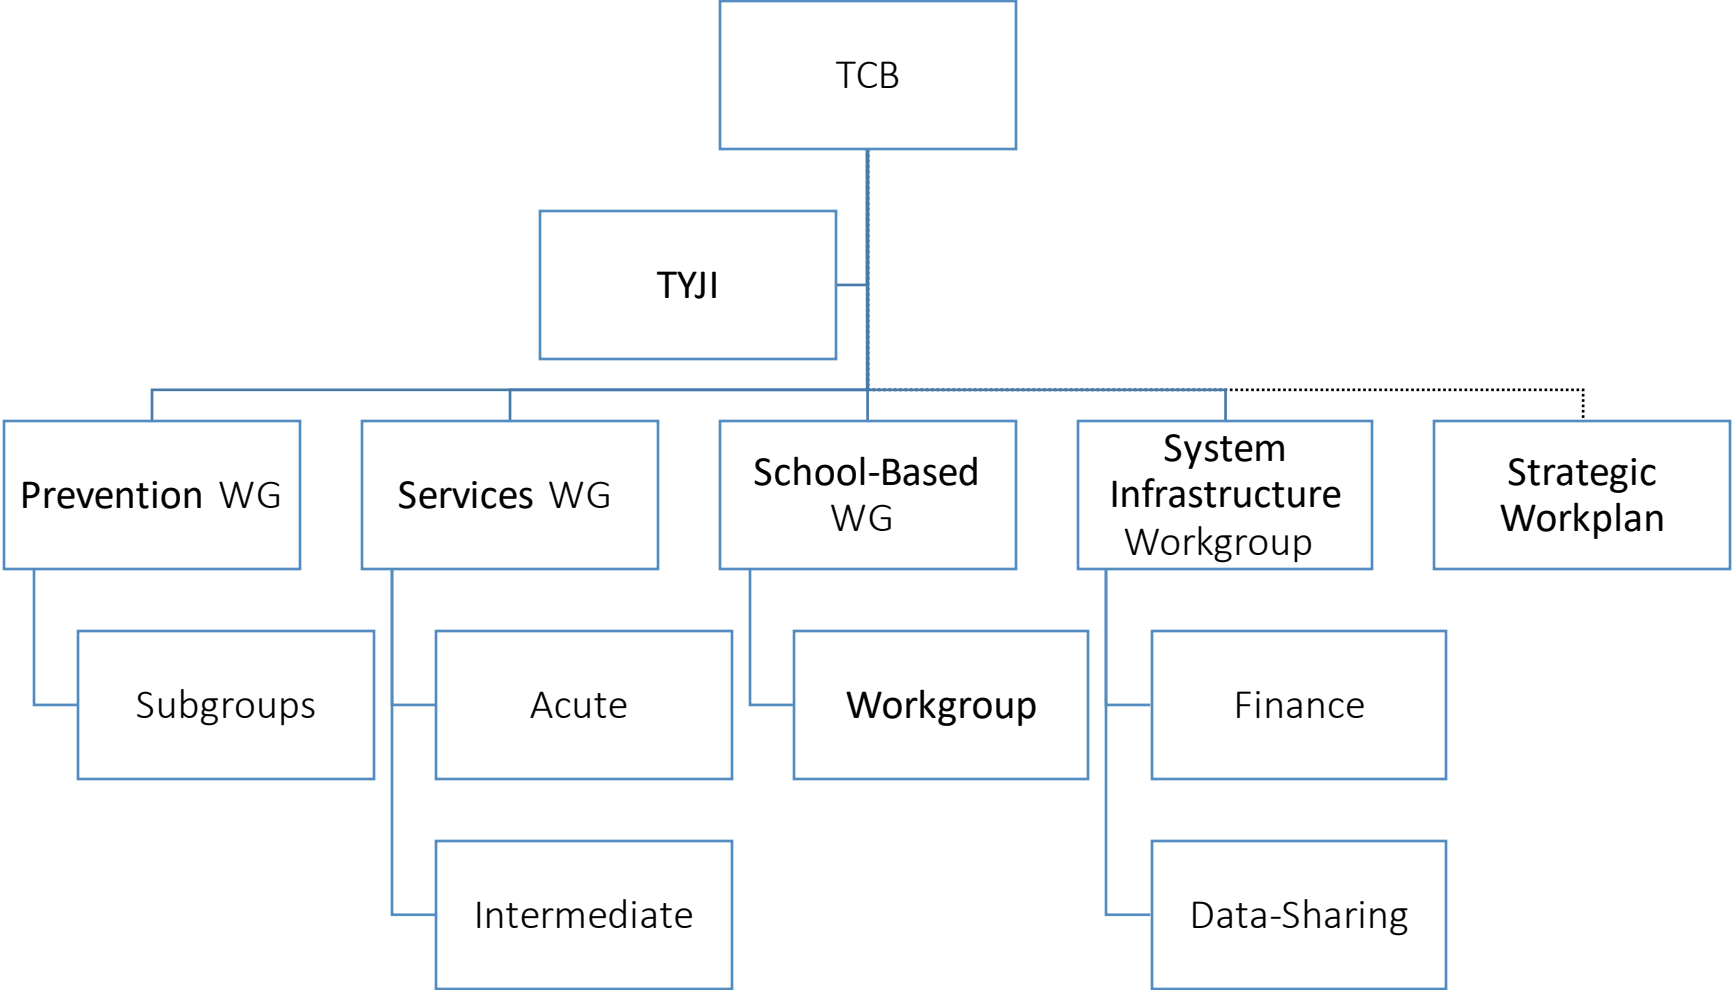 TCB
TYJI
Prevention WG
Services WG
School-Based
WG
System
Infrastructure
Workgroup
Strategic
Workplan
Subgroups
Acute
Workgroup
Finance
Intermediate
Data-Sharing